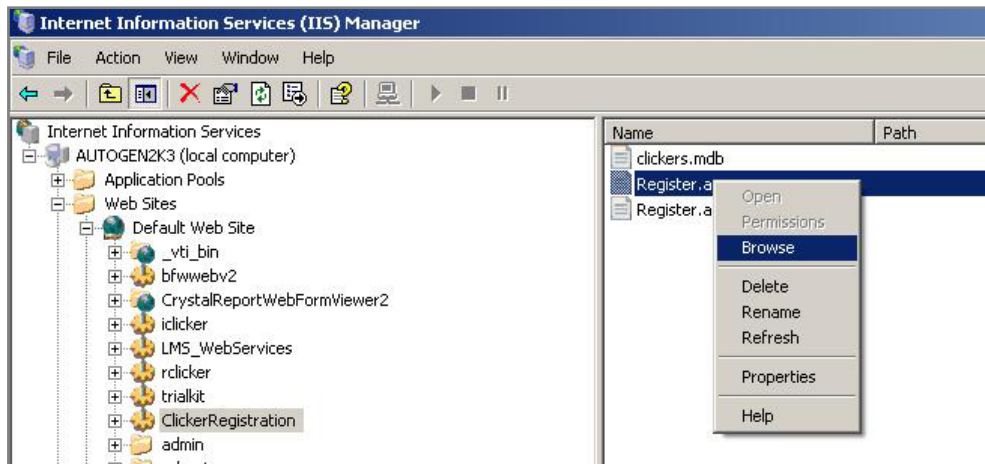 Internet Information Services (IIS) Manager
File Action View Window Help
Internet Information Services
AUTOGEN2K3 (local computer)
Application Pools
Web Sites
Default Web Site
_vti_bin
bfwwebv2
CrystalReportWebFormViewer2
iclicker
LMS_WebServices
rclicker
trialkit
ClickerRegistration
admin
Name Path
clickers.mdb
Register.a
Register.a
Open
Permissions
Browse
Delete
Rename
Refresh
Properties
Help